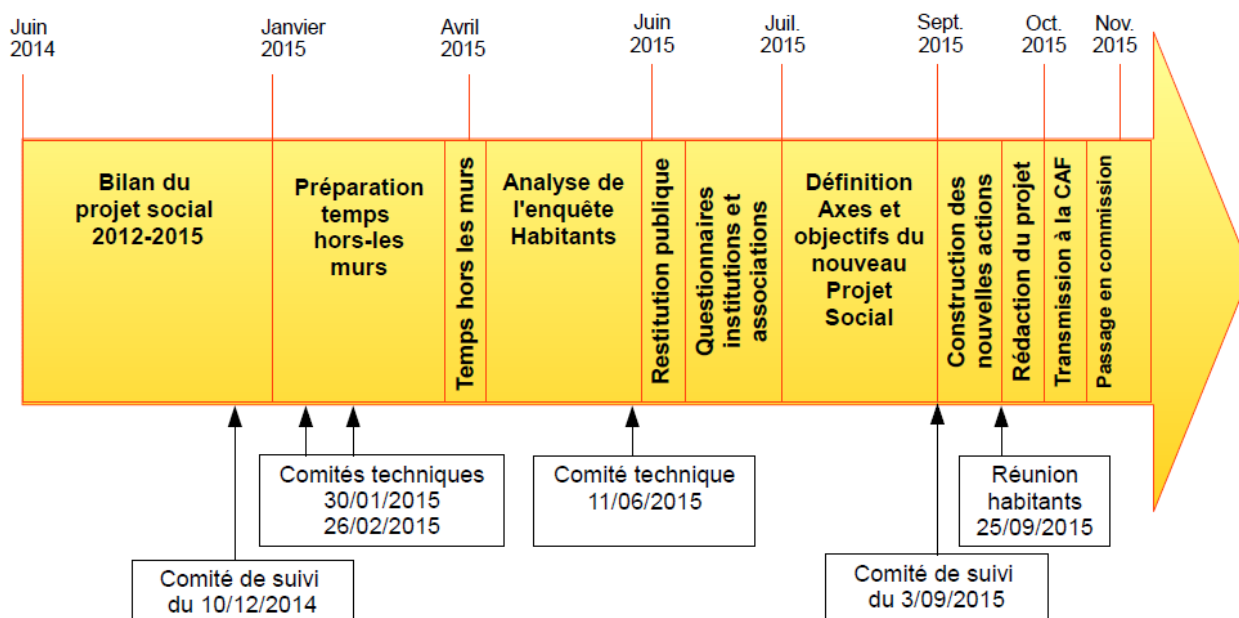 Juin
2014
Janvier
2015
Avril
2015
Juin
2015
Juil.
2015
Sept.
2015
Oct.
2015
Nov.
2015
Bilan du
projet social
2012-2015
Préparation
temps
hors-les
murs
Temps hors les murs
Analyse de
l'enquête
Habitants
Restitution publique
Questionnaires
institutions et
associations
Définition
Axes et
objectifs du
nouveau
Projet
Social
Construction des
nouvelles actions
Rédaction du projet
Transmission à la CAF
Passage en commission
Comités techniques
30/01/2015
26/02/2015
Comité technique
11/06/2015
Réunion
habitants
25/09/2015
Comité de suivi
du 10/12/2014
Comité de suivi
du 3/09/2015